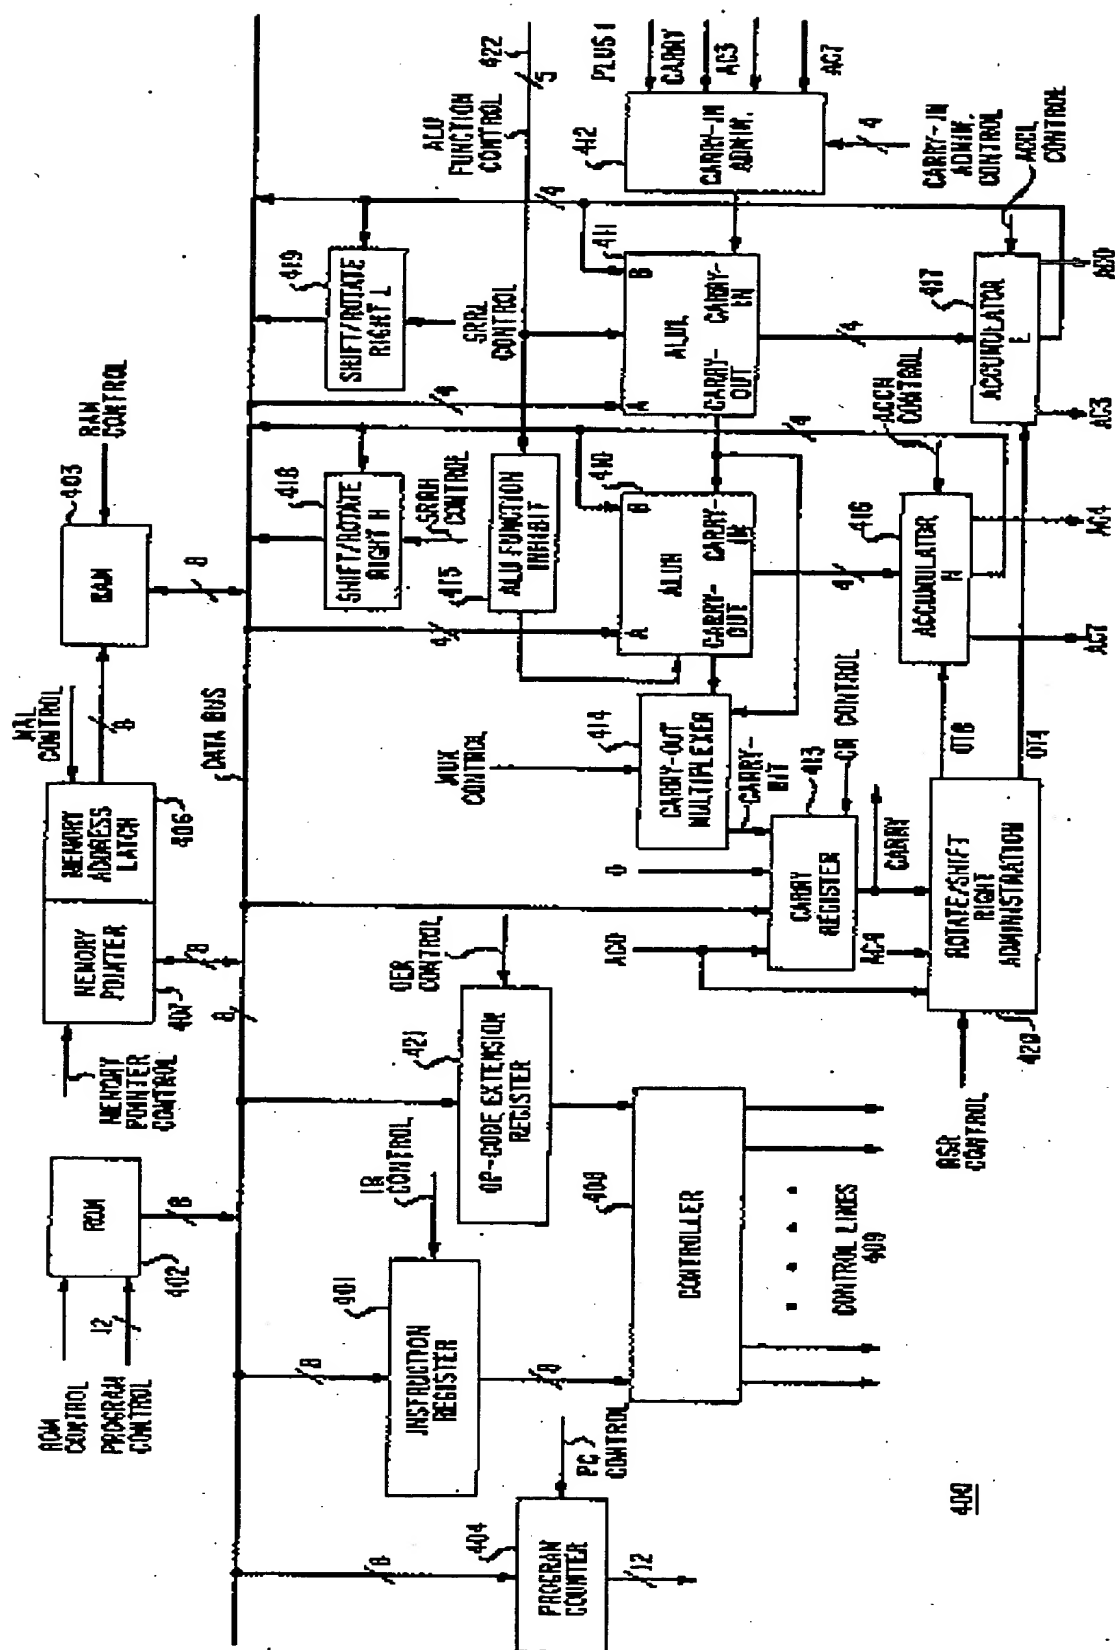 ROM
CONTROL
PROGRAM
CONTROL
12
ROM
402
8
MEMORY
POINTER
CONTROL
MEMORY
POINTER
407
8
MEMORY
ADDRESS
LATCH
406
MAL
CONTROL
8
RAM
403
RAM
CONTROL
8
8
DATA BUS
8
PROGRAM
COUNTER
404
12
PC
CONTROL
8
INSTRUCTION
REGISTER
401
IR
CONTROL
8
OP-CODE EXTENSION
REGISTER
421
OER
CONTROL
CONTROLLER
408
CONTROL LINES
409
SHIFT/ROTATE
RIGHT H
418
SRRH
CONTROL
SHIFT/ROTATE
RIGHT L
419
SRRL
CONTROL
ALU
FUNCTION
CONTROL
422
5
ALU FUNCTION
INHIBIT
415
4
A
B
ALUH
410
CARRY-
OUT
CARRY-
IN
4
A
B
ALUL
411
CARRY-
OUT
CARRY-
IN
4
CARRY-IN
ADMIN.
412
PLUS 1
CARRY
AC3
AC7
4
CARRY-IN
ADMIN.
CONTROL
MUX
CONTROL
CARRY-OUT
MULTIPLEXER
414
CARRY-
BIT
0
AC0
CARRY
REGISTER
413
CR CONTROL
CARRY
AC4
ROTATE/SHIFT
RIGHT
ADMINISTRATION
420
RSR
CONTROL
OT8
OT4
4
4
ACCUMULATOR
H
416
ACCH
CONTROL
AC7
AC4
4
ACCUMULATOR
417
ACCL
CONTROL
AC3
AC0
400